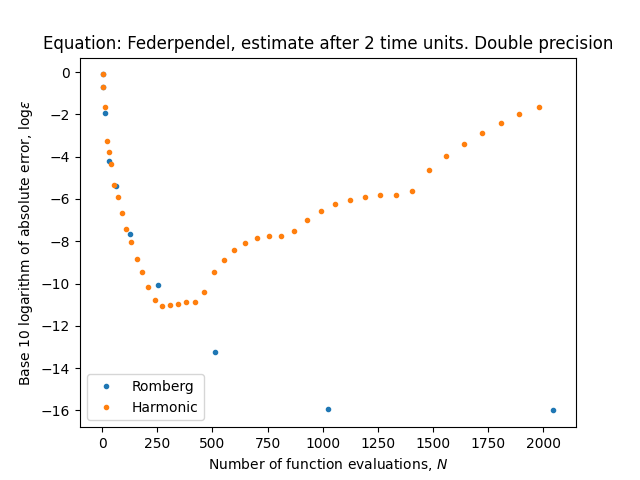 Equation: Federpendel, estimate after 2 time units. Double precision
Base 10 logarithm of absolute error, logε
0
−2
−4
−6
−8
−10
−12
−14
−16
Romberg
Harmonic
0 250 500 750 1000 1250 1500 1750 2000
Number of function evaluations, N